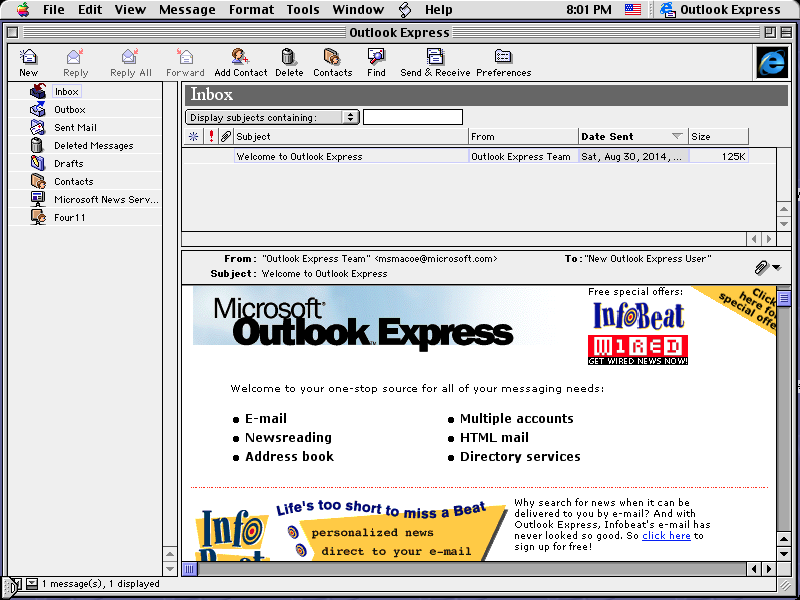 File Edit View Message Format Tools Window Help 8:01 PM Outlook Express
Outlook Express
New Reply Reply All Forward Add Contact Delete Contacts Find Send & Receive Preferences
Inbox
Outbox
Sent Mail
Deleted Messages
Drafts
Contacts
Microsoft News Serv...
Four11
Inbox
Display subjects containing:
Subject From Date Sent Size
Welcome to Outlook Express Outlook Express Team Sat, Aug 30, 2014, ... 125K
From: "Outlook Express Team" <msmacoe@microsoft.com> To: "New Outlook Express User"
Subject: Welcome to Outlook Express
Microsoft®
Outlook Express
Free special offers:
InfoBeat
WIRED
GET WIRED NEWS NOW!
Click
here for
special offe
Welcome to your one-stop source for all of your messaging needs:
● E-mail ● Multiple accounts
● Newsreading ● HTML mail
● Address book ● Directory services
Info
Beat
Life's too short to miss a Beat
personalized news
direct to your e-mail
Why search for news when it can be
delivered to you by e-mail? And with
Outlook Express, Infobeat's e-mail has
never looked so good. So click here to
sign up for free!
1 message(s), 1 displayed